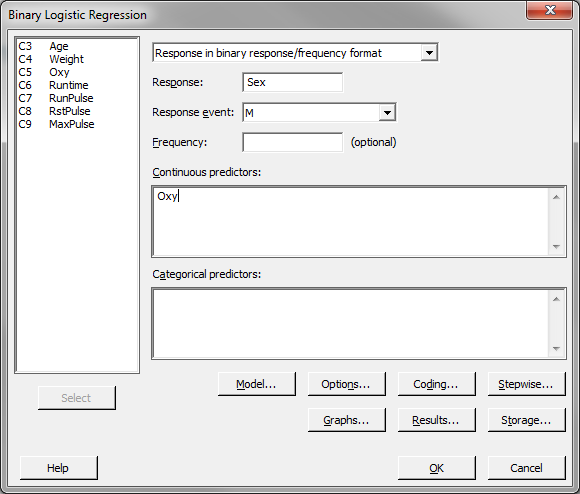 Binary Logistic Regression
C3 Age
C4 Weight
C5 Oxy
C6 Runtime
C7 RunPulse
C8 RstPulse
C9 MaxPulse
Response in binary response/frequency format
Response: Sex
Response event: M
Frequency: (optional)
Continuous predictors:
Oxy
Categorical predictors:
Model... Options... Coding... Stepwise...
Select
Graphs... Results... Storage...
Help OK Cancel